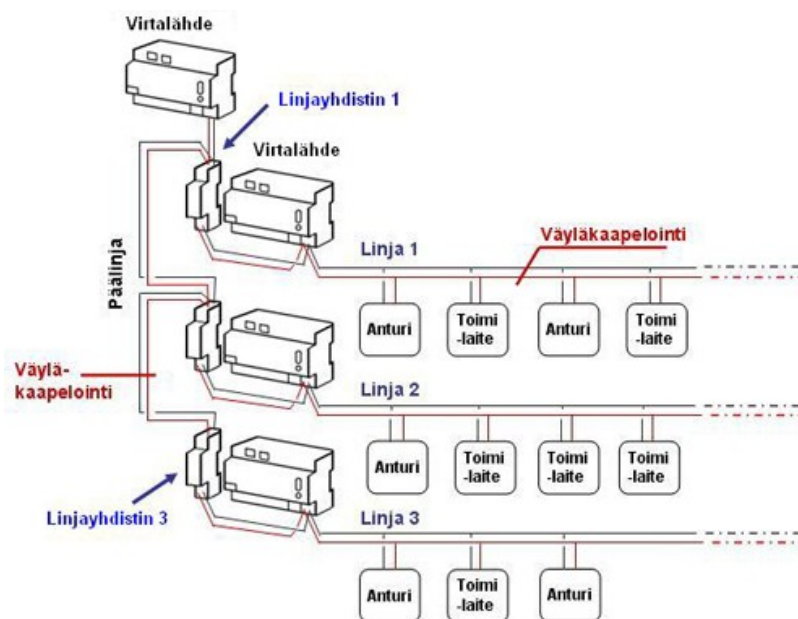 Virtalähde
Linjayhdistin 1
Virtalähde
Päälinja
Linja 1
Väyläkaapelointi
Anturi
Toimi
-laite
Anturi
Toimi
-laite
Väylä-
kaapelointi
Linja 2
Anturi
Toimi
-laite
Toimi
-laite
Toimi
-laite
Linjayhdistin 3
Linja 3
Anturi
Toimi
-laite
Anturi